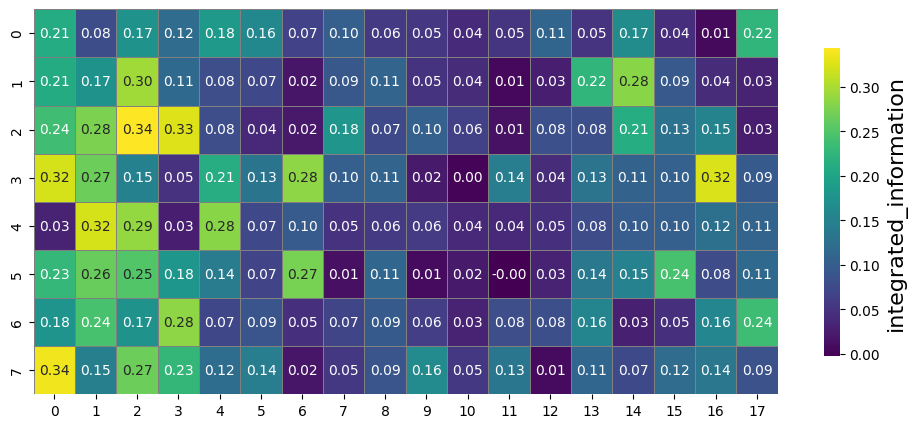 0 0.21 0.08 0.17 0.12 0.18 0.16 0.07 0.10 0.06 0.05 0.04 0.05 0.11 0.05 0.17 0.04 0.01 0.22
1 0.21 0.17 0.30 0.11 0.08 0.07 0.02 0.09 0.11 0.05 0.04 0.01 0.03 0.22 0.28 0.09 0.04 0.03
2 0.24 0.28 0.34 0.33 0.08 0.04 0.02 0.18 0.07 0.10 0.06 0.01 0.08 0.08 0.21 0.13 0.15 0.03
3 0.32 0.27 0.15 0.05 0.21 0.13 0.28 0.10 0.11 0.02 0.00 0.14 0.04 0.13 0.11 0.10 0.32 0.09
4 0.03 0.32 0.29 0.03 0.28 0.07 0.10 0.05 0.06 0.06 0.04 0.04 0.05 0.08 0.10 0.10 0.12 0.11
5 0.23 0.26 0.25 0.18 0.14 0.07 0.27 0.01 0.11 0.01 0.02 -0.00 0.03 0.14 0.15 0.24 0.08 0.11
6 0.18 0.24 0.17 0.28 0.07 0.09 0.05 0.07 0.09 0.06 0.03 0.08 0.08 0.16 0.03 0.05 0.16 0.24
7 0.34 0.15 0.27 0.23 0.12 0.14 0.02 0.05 0.09 0.16 0.05 0.13 0.01 0.11 0.07 0.12 0.14 0.09
0 1 2 3 4 5 6 7 8 9 10 11 12 13 14 15 16 17
0.30
0.25
0.20
0.15
0.10
0.05
0.00
integrated_information